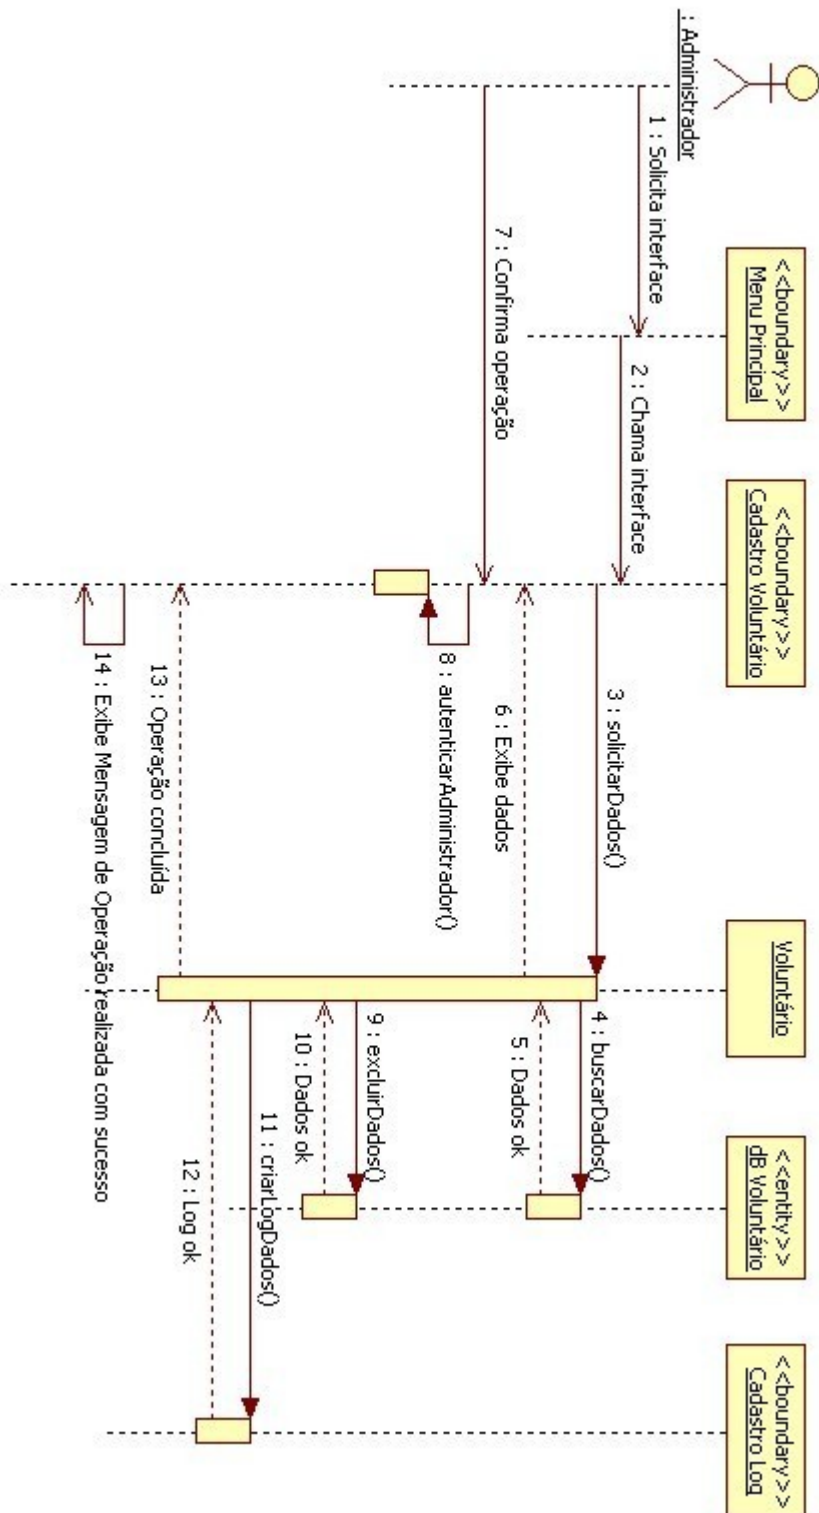 : Administrador
<<boundary>>
Menu Principal
<<boundary>>
Cadastro Voluntário
Voluntário
<<entity>>
dB Voluntário
<<boundary>>
Cadastro Log
1 : Solicita interface
2 : Chama interface
3 : solicitarDados()
4 : buscarDados()
5 : Dados ok
6 : Exibe dados
7 : Confirma operação
8 : autenticarAdministrador()
9 : excluirDados()
10 : Dados ok
11 : criarLogDados()
12 : Log ok
13 : Operação concluída
14 : Exibe Mensagem de Operação realizada com sucesso